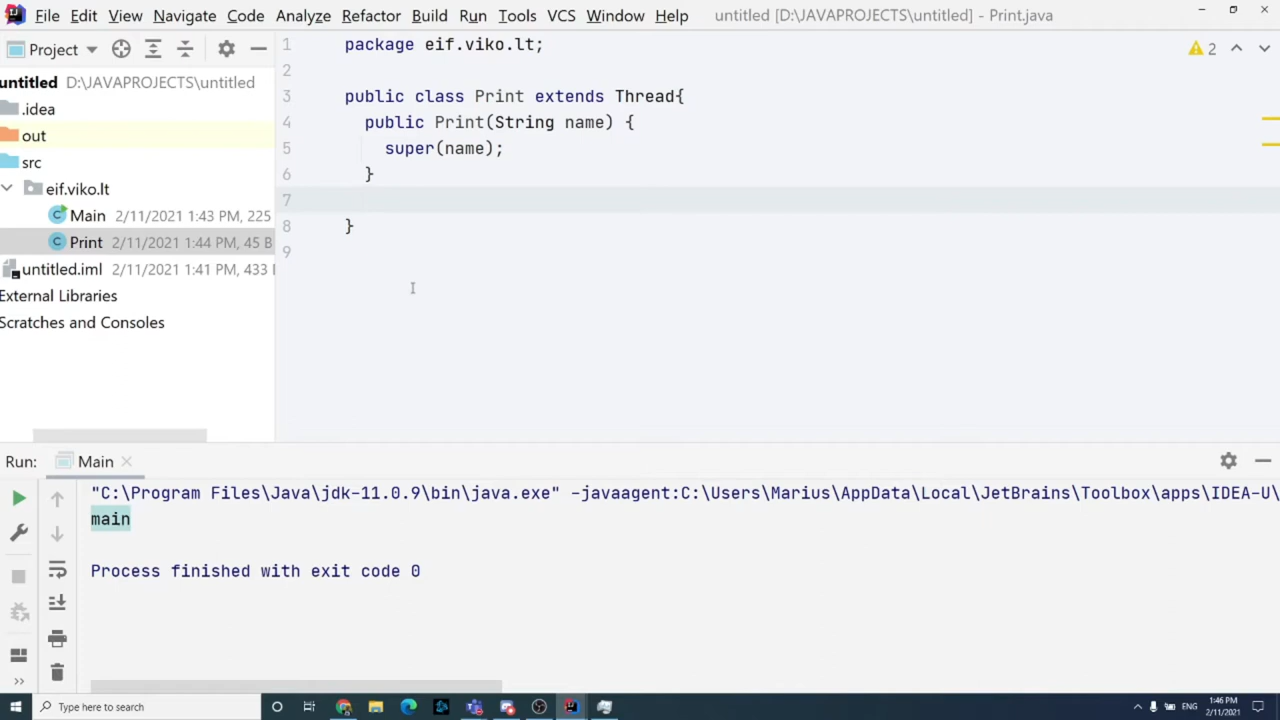 File Edit View Navigate Code Analyze Refactor Build Run Tools VCS Window Help untitled [D:\JAVAPROJECTS\untitled] - Print.java
Project
untitled D:\JAVAPROJECTS\untitled
.idea
out
src
eif.viko.lt
Main 2/11/2021 1:43 PM, 225
Print 2/11/2021 1:44 PM, 45 B
untitled.iml 2/11/2021 1:41 PM, 433
External Libraries
Scratches and Consoles
2
1 package eif.viko.lt;
2
3 public class Print extends Thread{
4 public Print(String name) {
5 super(name);
6 }
7
8 }
9
Run: Main
"C:\Program Files\Java\jdk-11.0.9\bin\java.exe" -javaagent:C:\Users\Marius\AppData\Local\JetBrains\Toolbox\apps\IDEA-U\
main
Process finished with exit code 0
Type here to search
ENG
1:46 PM
2/11/2021